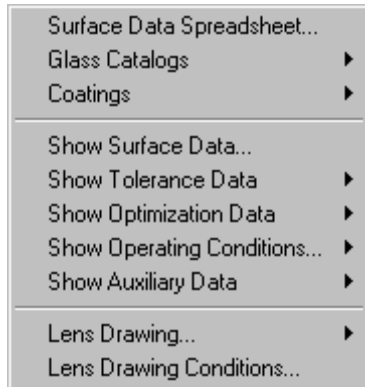 Surface Data Spreadsheet...
Glass Catalogs
Coatings
Show Surface Data...
Show Tolerance Data
Show Optimization Data
Show Operating Conditions...
Show Auxiliary Data
Lens Drawing...
Lens Drawing Conditions...